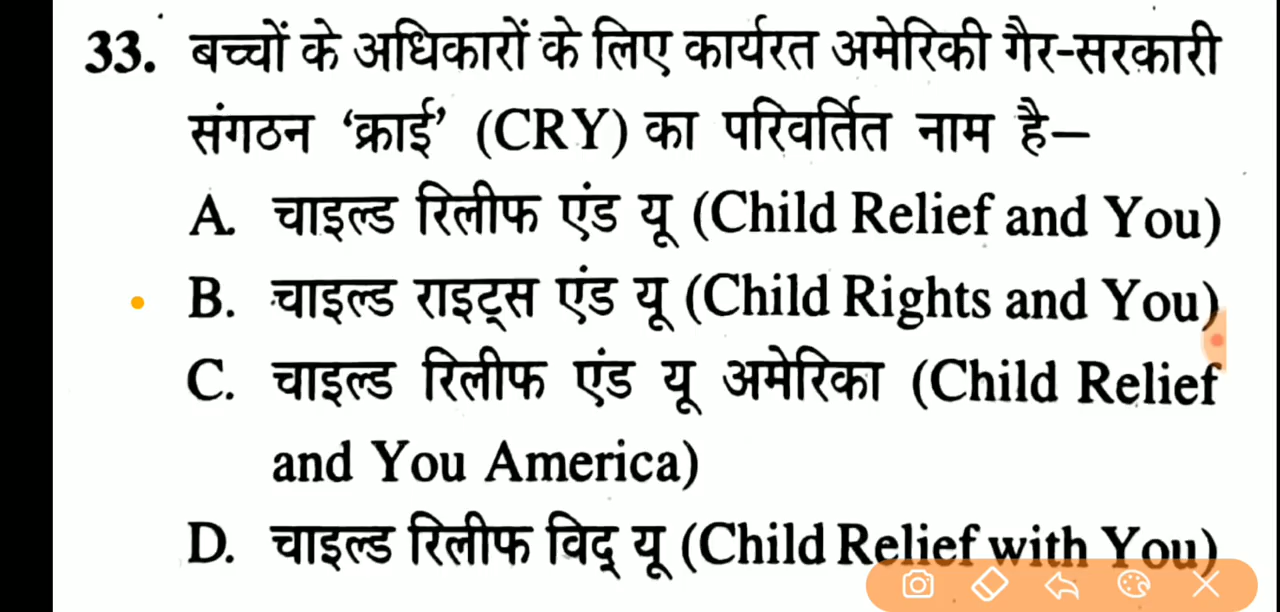 33. बच्चों के अधिकारों के लिए कार्यरत अमेरिकी गैर-सरकारी
संगठन ‘क्राई’ (CRY) का परिवर्तित नाम है—
A. चाइल्ड रिलीफ एंड यू (Child Relief and You)
B. चाइल्ड राइट्स एंड यू (Child Rights and You)
C. चाइल्ड रिलीफ एंड यू अमेरिका (Child Relief
and You America)
D. चाइल्ड रिलीफ विद् यू (Child Relief with You)